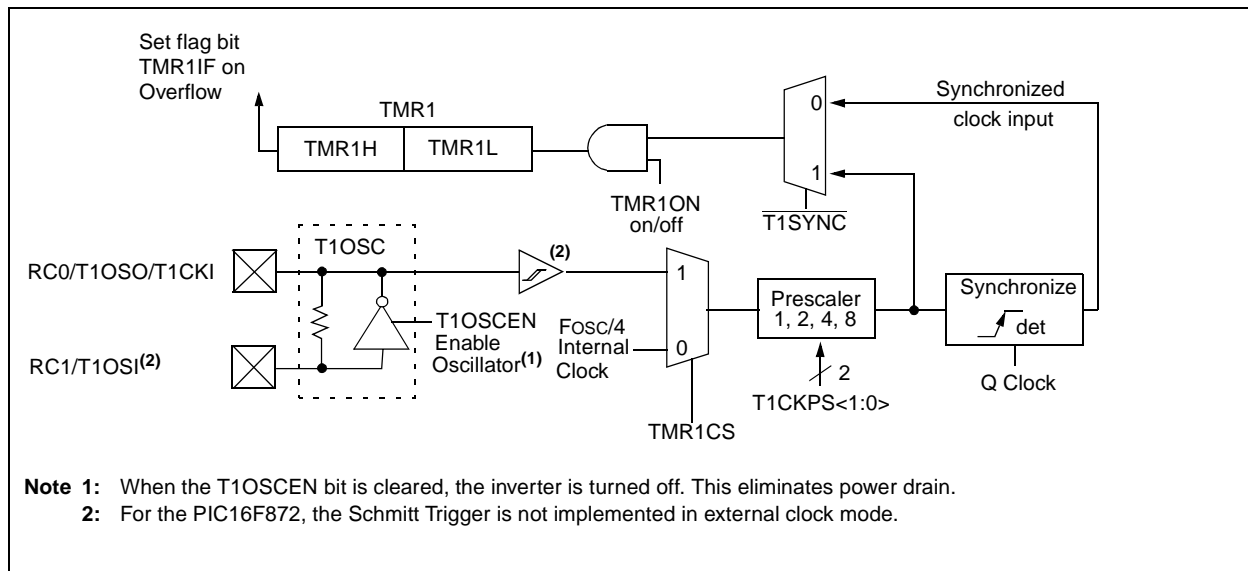 Set flag bit
TMR1IF on
Overflow
TMR1
TMR1H
TMR1L
TMR1ON
on/off
0
1
T1SYNC
Synchronized
clock input
T1OSC
RC0/T1OSO/T1CKI
(2)
RC1/T1OSI(2)
T1OSCEN
Enable
Oscillator(1)
FOSC/4
Internal
Clock
1
0
TMR1CS
Prescaler
1, 2, 4, 8
2
T1CKPS<1:0>
Synchronize
det
Q Clock
Note 1: When the T1OSCEN bit is cleared, the inverter is turned off. This eliminates power drain.
2: For the PIC16F872, the Schmitt Trigger is not implemented in external clock mode.